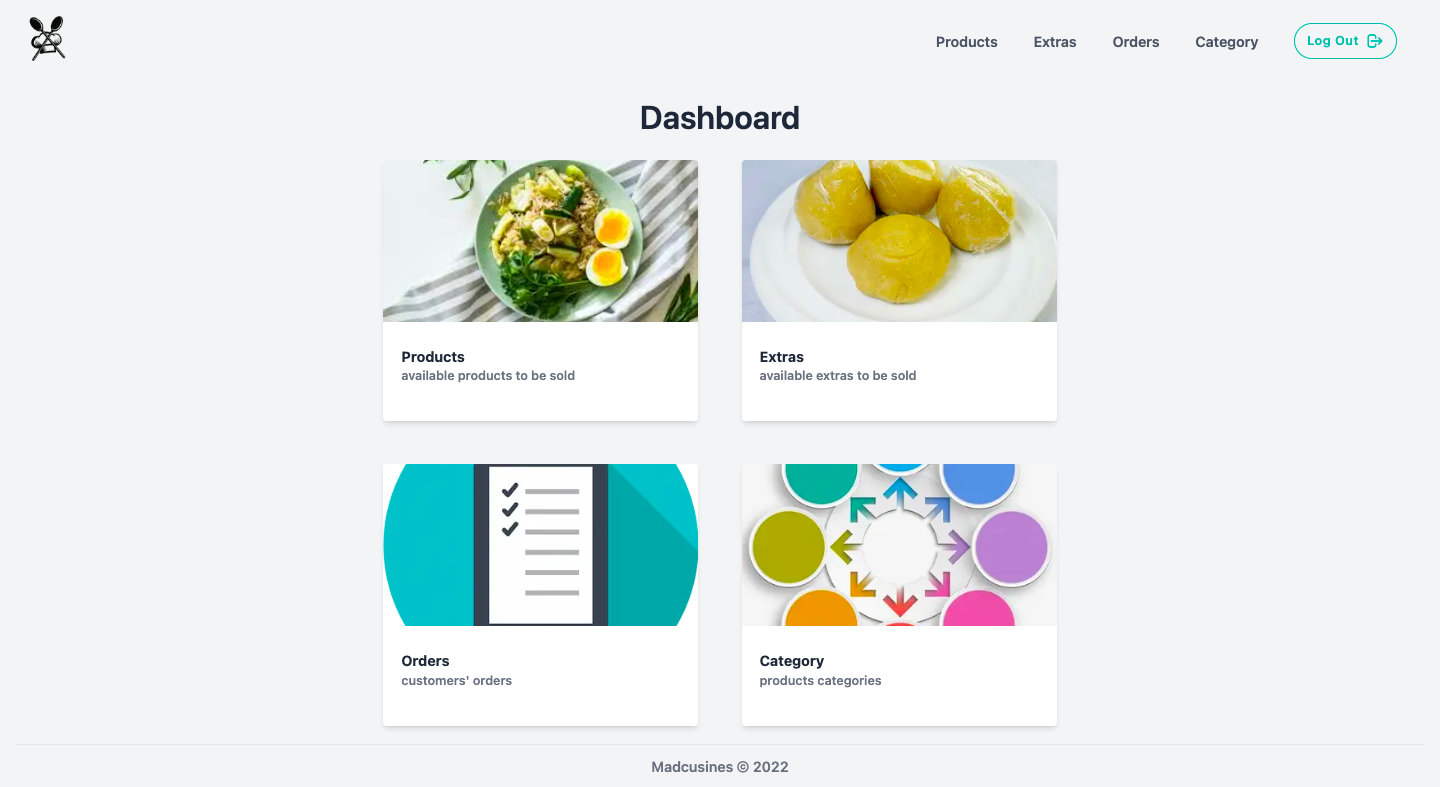 Products
Extras
Orders
Category
Log Out
Dashboard
Products
available products to be sold
Extras
available extras to be sold
Orders
customers' orders
Category
products categories
Madcusines © 2022